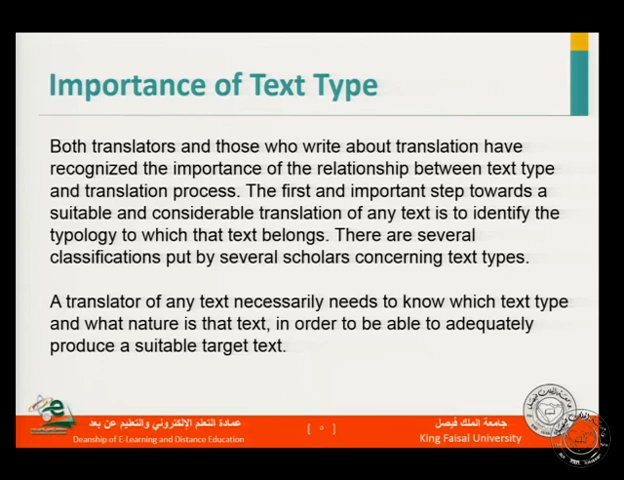 Importance of Text Type
Both translators and those who write about translation have
recognized the importance of the relationship between text type
and translation process. The first and important step towards a
suitable and considerable translation of any text is to identify the
typology to which that text belongs. There are several
classifications put by several scholars concerning text types.
A translator of any text necessarily needs to know which text type
and what nature is that text, in order to be able to adequately
produce a suitable target text.
عمادة التعلم الإلكتروني والتعليم عن بعد
Deanship of E-Learning and Distance Education
[ ٥ ]
جامعة الملك فيصل
King Faisal University